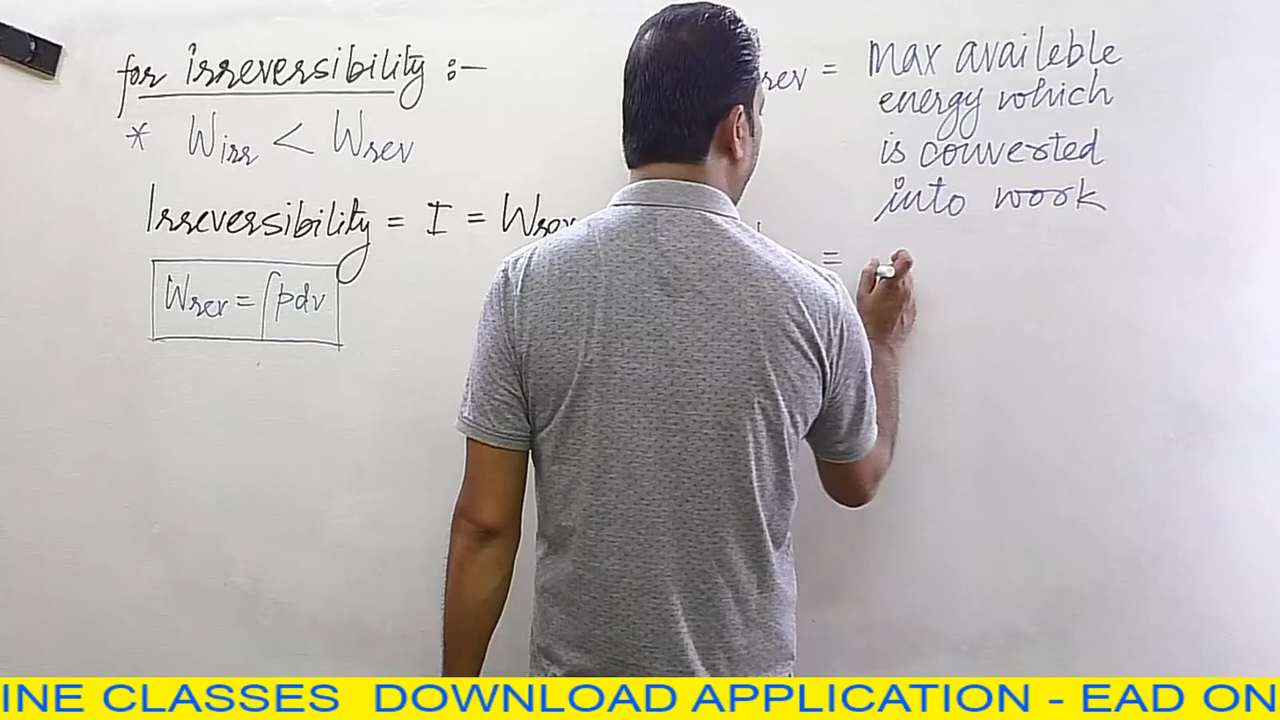 for irreversibility :-
* Wirr < Wrev
Irreversibility = I = Wrev
Wrev = ∫pdv
rev = max availeble
energy which
is converted
into work
=
INE CLASSES DOWNLOAD APPLICATION - EAD ON